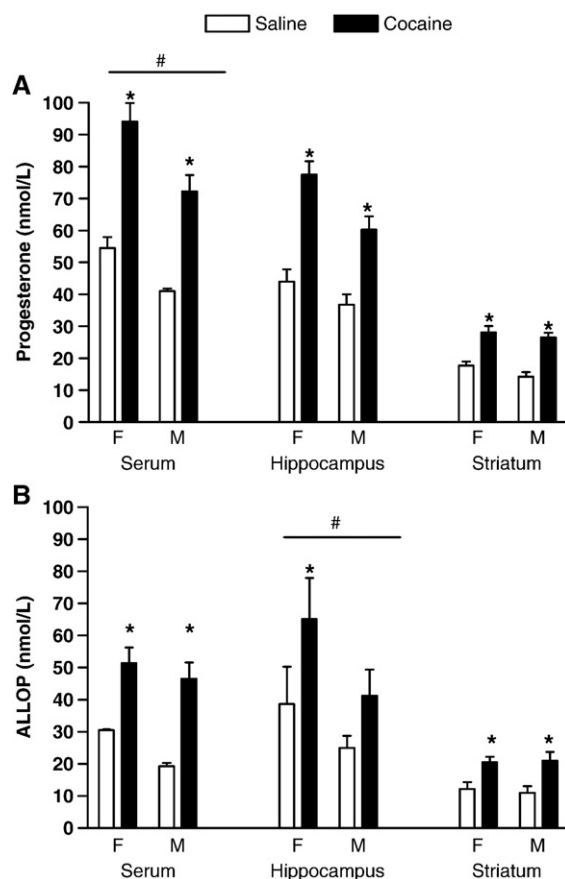 Saline Cocaine
#
A
Progesterone (nmol/L)
100
90
80
70
60
50
40
30
20
10
0
* * * * * *
F M F M F M
Serum Hippocampus Striatum
B
ALLOP (nmol/L)
100
90
80
70
60
50
40
30
20
10
0
#
* * * * *
F M F M F M
Serum Hippocampus Striatum